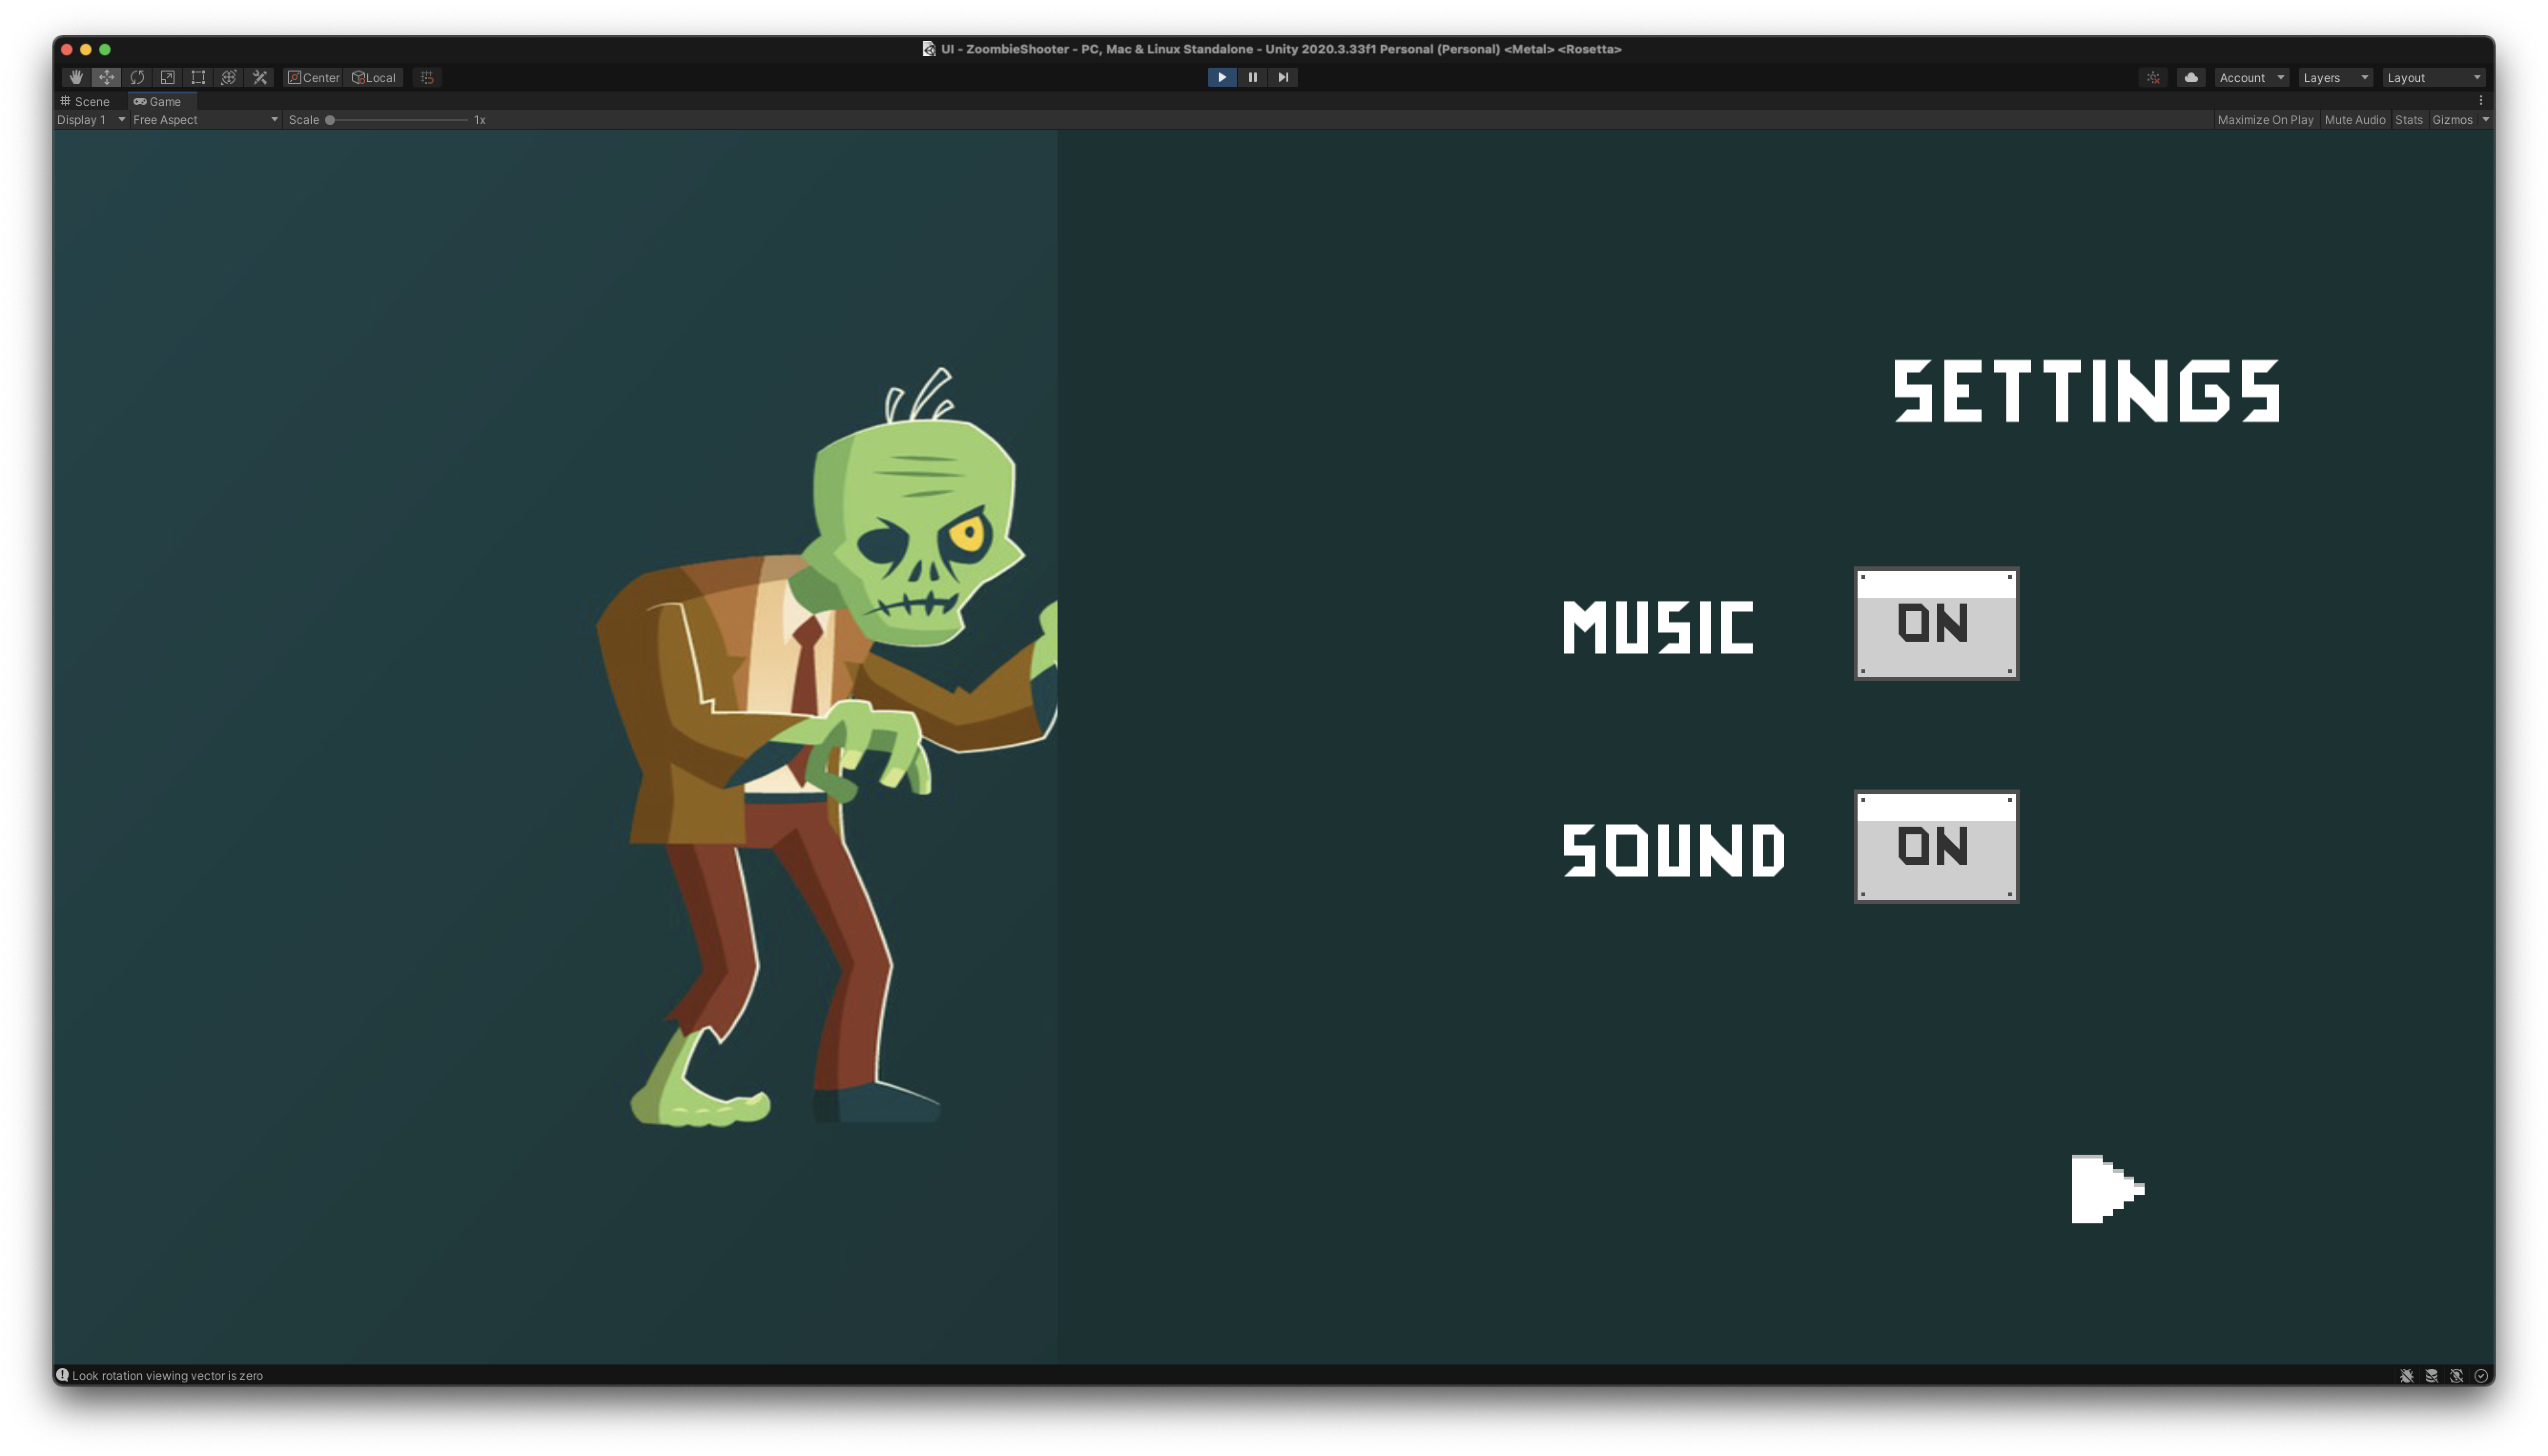 UI - ZoombieShooter - PC, Mac & Linux Standalone - Unity 2020.3.33f1 Personal (Personal) <Metal> <Rosetta>
Center Local Account Layers Layout
Scene Game
Display 1 Free Aspect Scale 1x Maximize On Play Mute Audio Stats Gizmos
SETTINGS
MUSIC ON
SOUND ON
Look rotation viewing vector is zero